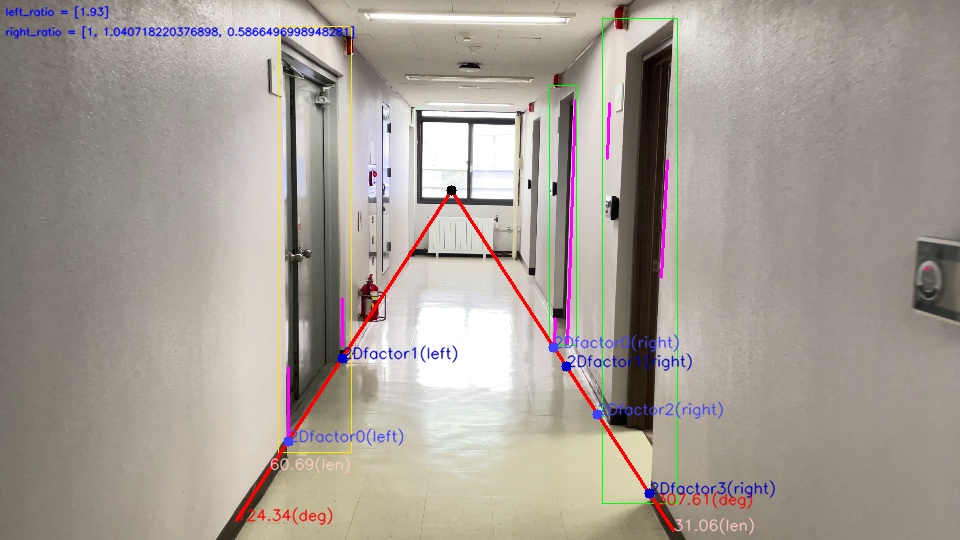 left_ratio = [1.93]
right_ratio = [1, 1.040718220376898, 0.5866496998948281]
2Dfactor0(right)
2Dfactor1(left)
2Dfactor1(right)
2Dfactor2(right)
2Dfactor0(left)
60.69(len)
2Dfactor3(right)
307.61(deg)
124.34(deg)
31.06(len)